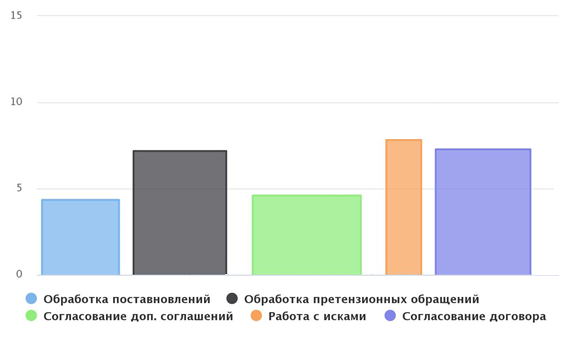 15
10
5
0
Обработка поставновлений Обработка претензионных обращений
Согласование доп. соглашений Работа с исками Согласование договора